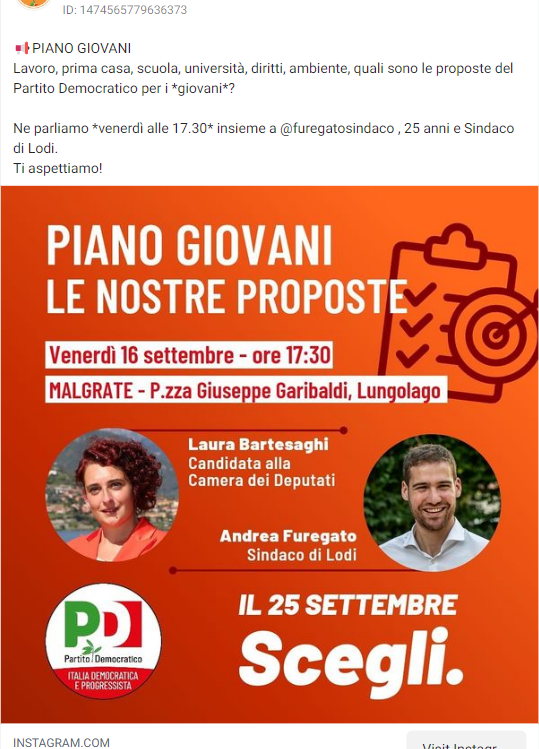 ID: 1474565779636373
📢PIANO GIOVANI
Lavoro, prima casa, scuola, università, diritti, ambiente, quali sono le proposte del
Partito Democratico per i *giovani*?
Ne parliamo *venerdì alle 17.30* insieme a @furegatosindaco , 25 anni e Sindaco
di Lodi.
Ti aspettiamo!
PIANO GIOVANI
LE NOSTRE PROPOSTE
Venerdì 16 settembre - ore 17:30
MALGRATE - P.zza Giuseppe Garibaldi, Lungolago
Laura Bartesaghi
Candidata alla
Camera dei Deputati
Andrea Furegato
Sindaco di Lodi
PD
Partito Democratico
ITALIA DEMOCRATICA
E PROGRESSISTA
IL 25 SETTEMBRE
Scegli.
INSTAGRAM.COM
Visit Instagr